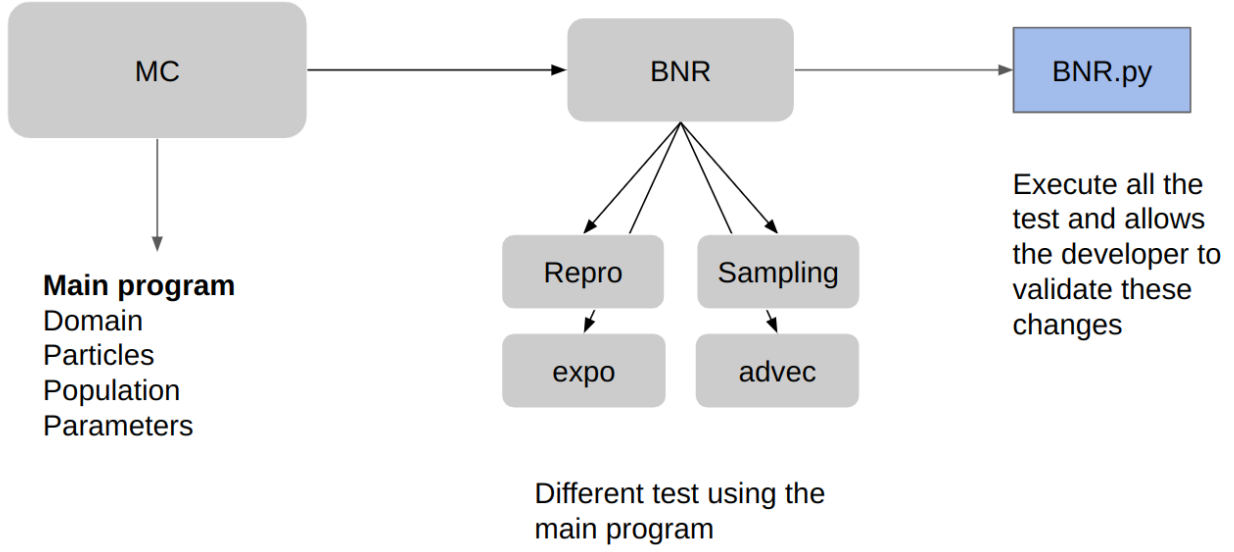 MC
BNR
BNR.py
Main program
Domain
Particles
Population
Parameters
Repro
Sampling
expo
advec
Different test using the
main program
Execute all the
test and allows
the developer to
validate these
changes